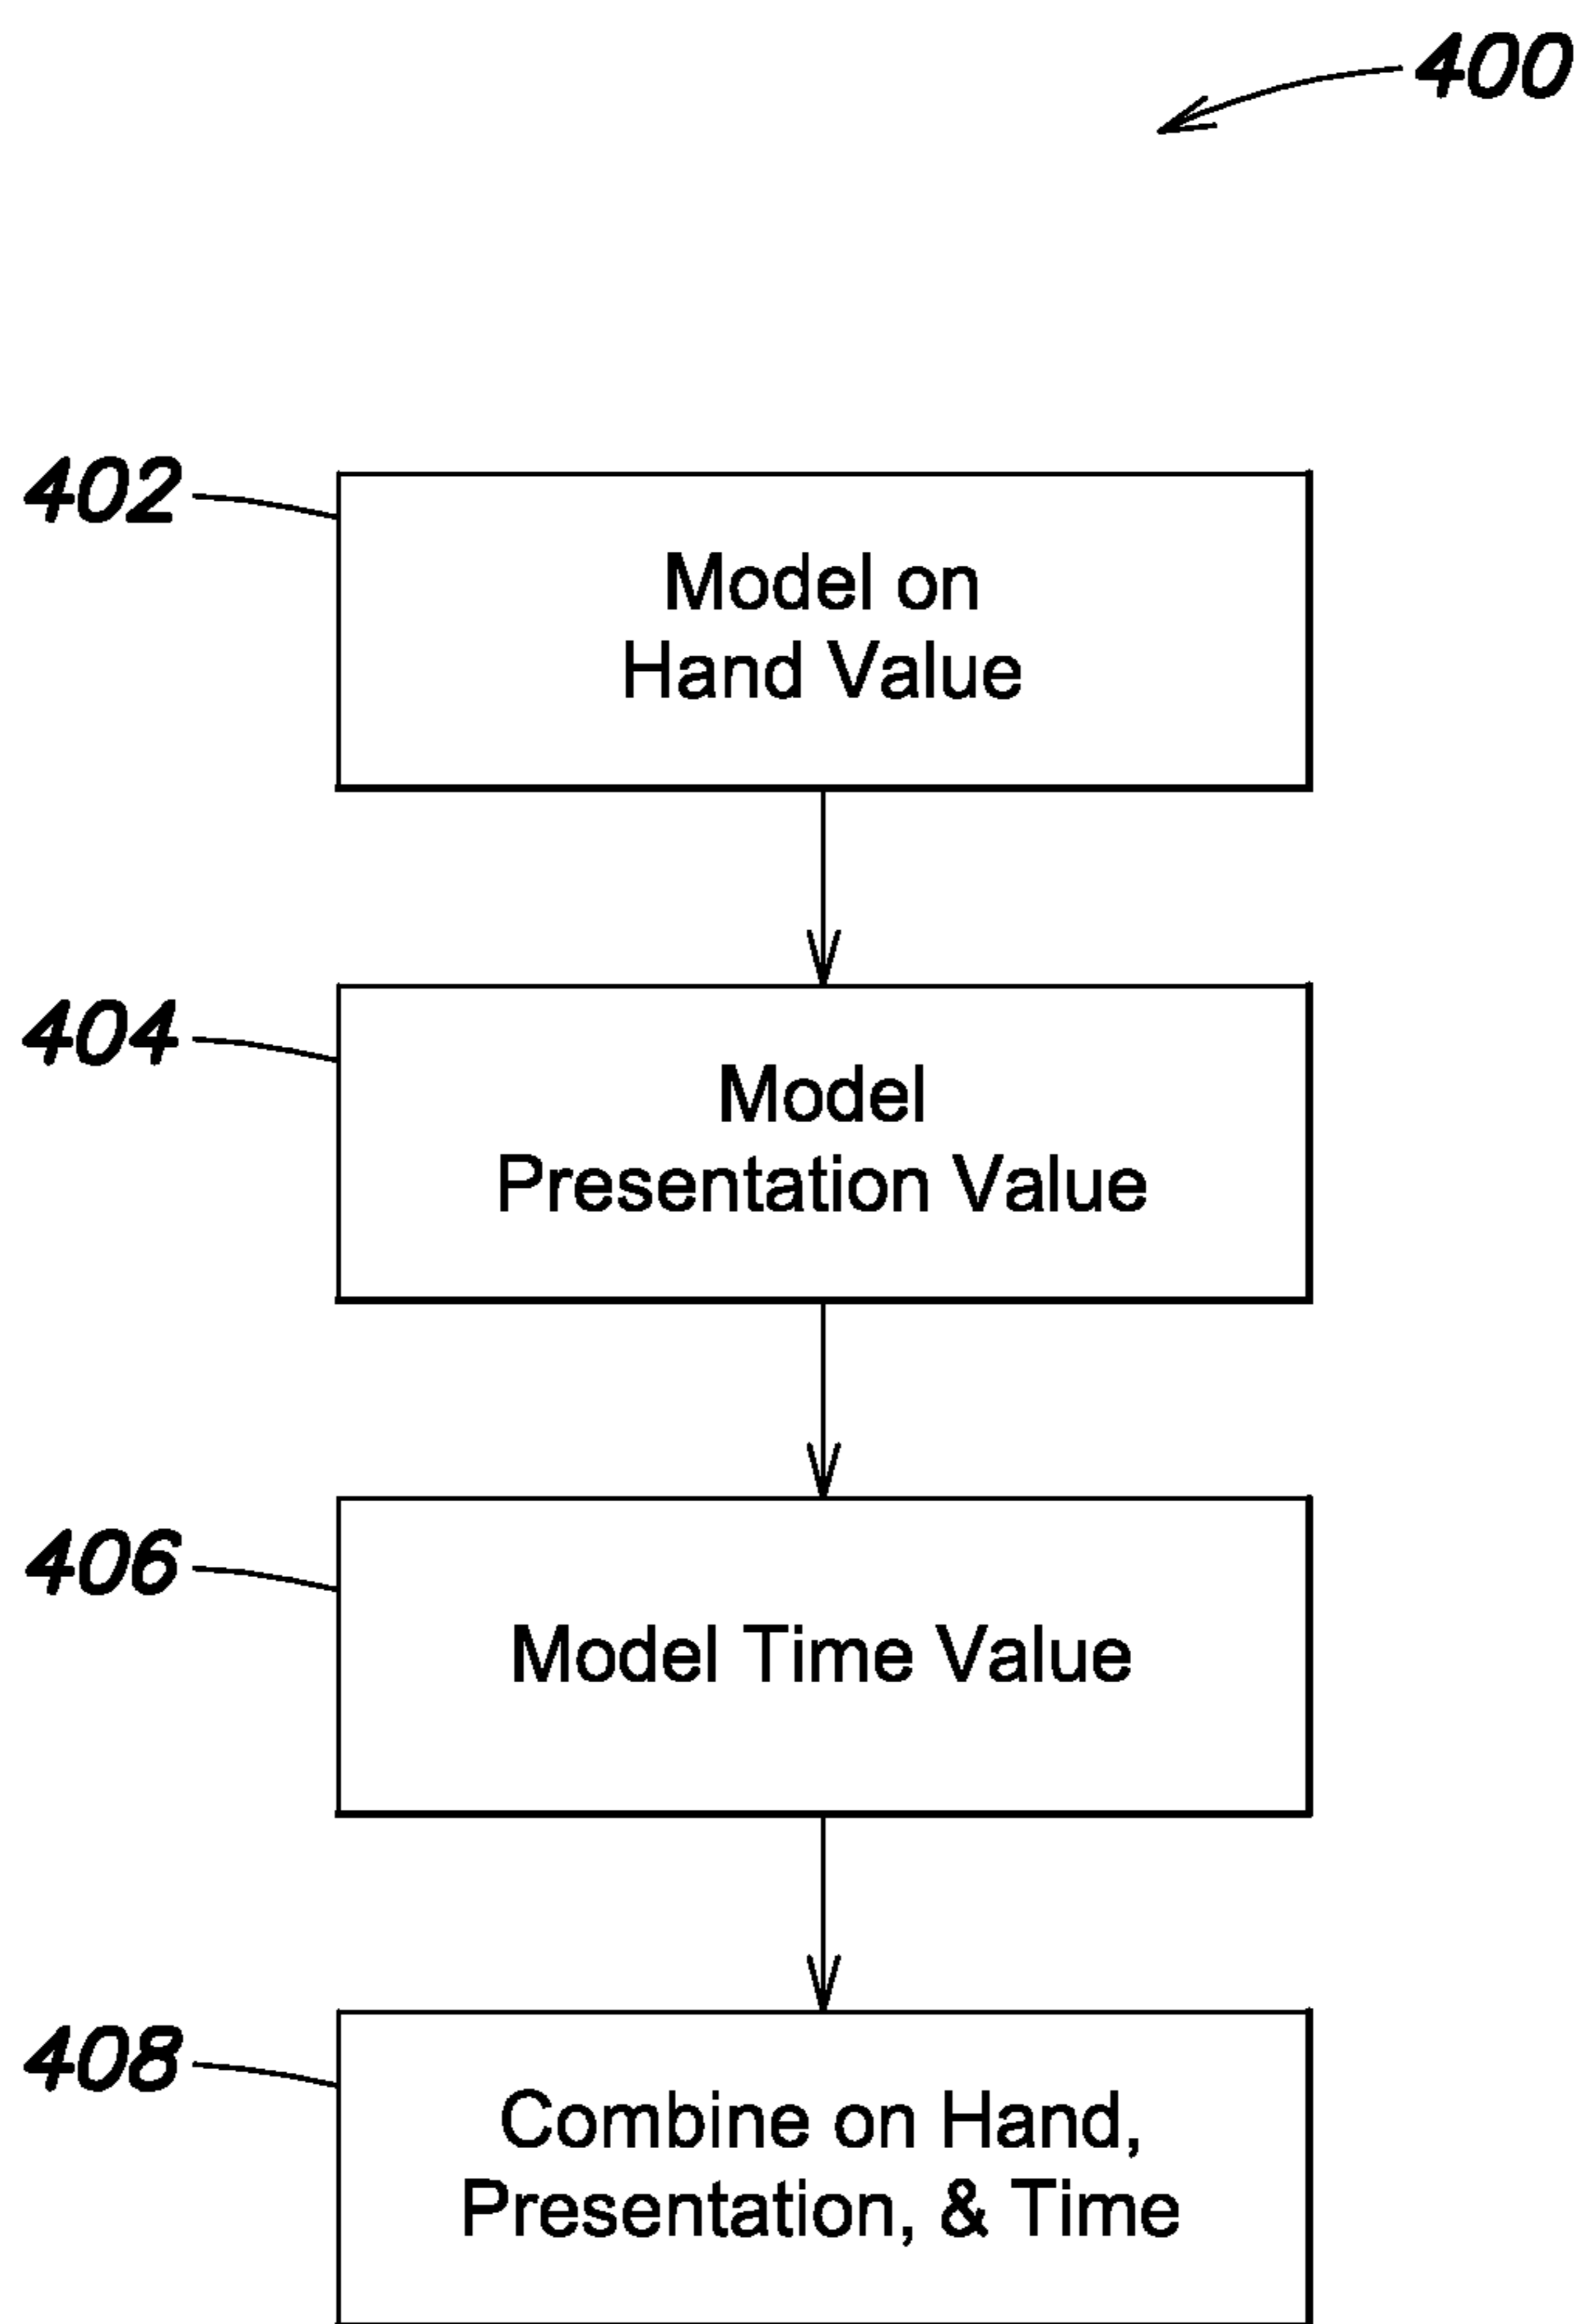 400
402
Model on
Hand Value
404
Model
Presentation Value
406
Model Time Value
408
Combine on Hand,
Presentation, & Time